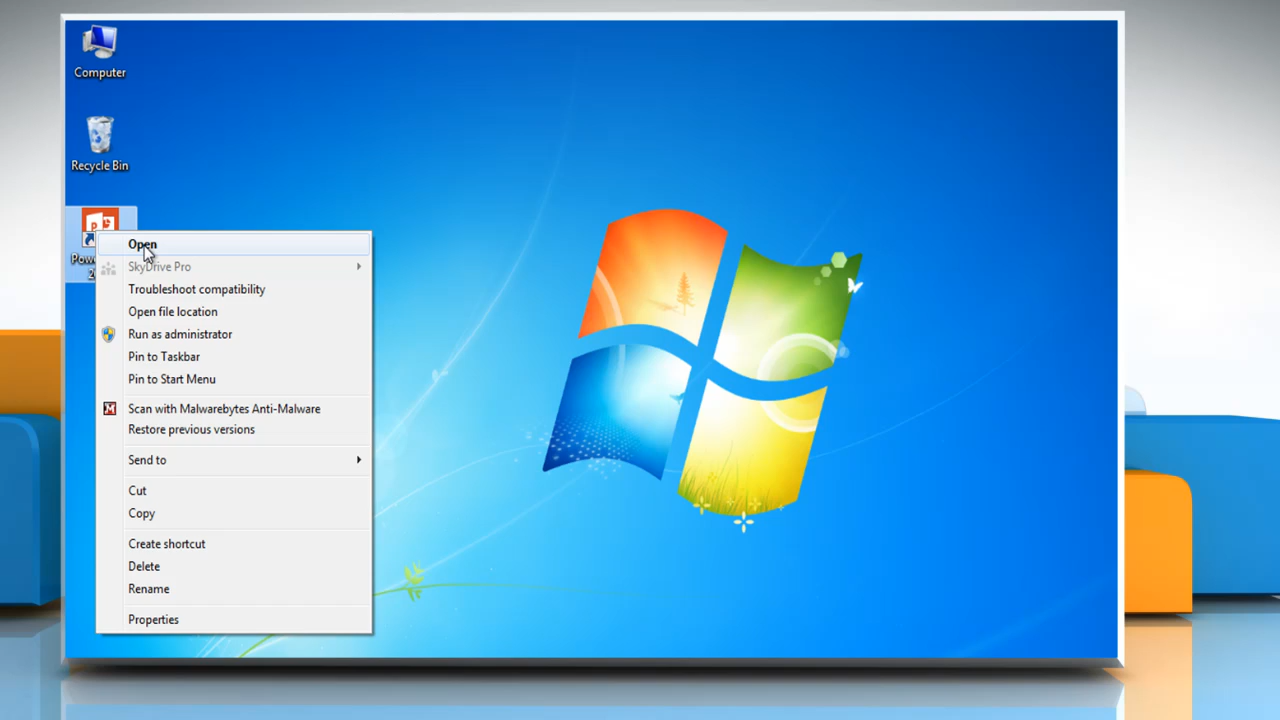 Computer
Recycle Bin
Open
SkyDrive Pro
Troubleshoot compatibility
Open file location
Run as administrator
Pin to Taskbar
Pin to Start Menu
Scan with Malwarebytes Anti-Malware
Restore previous versions
Send to
Cut
Copy
Create shortcut
Delete
Rename
Properties